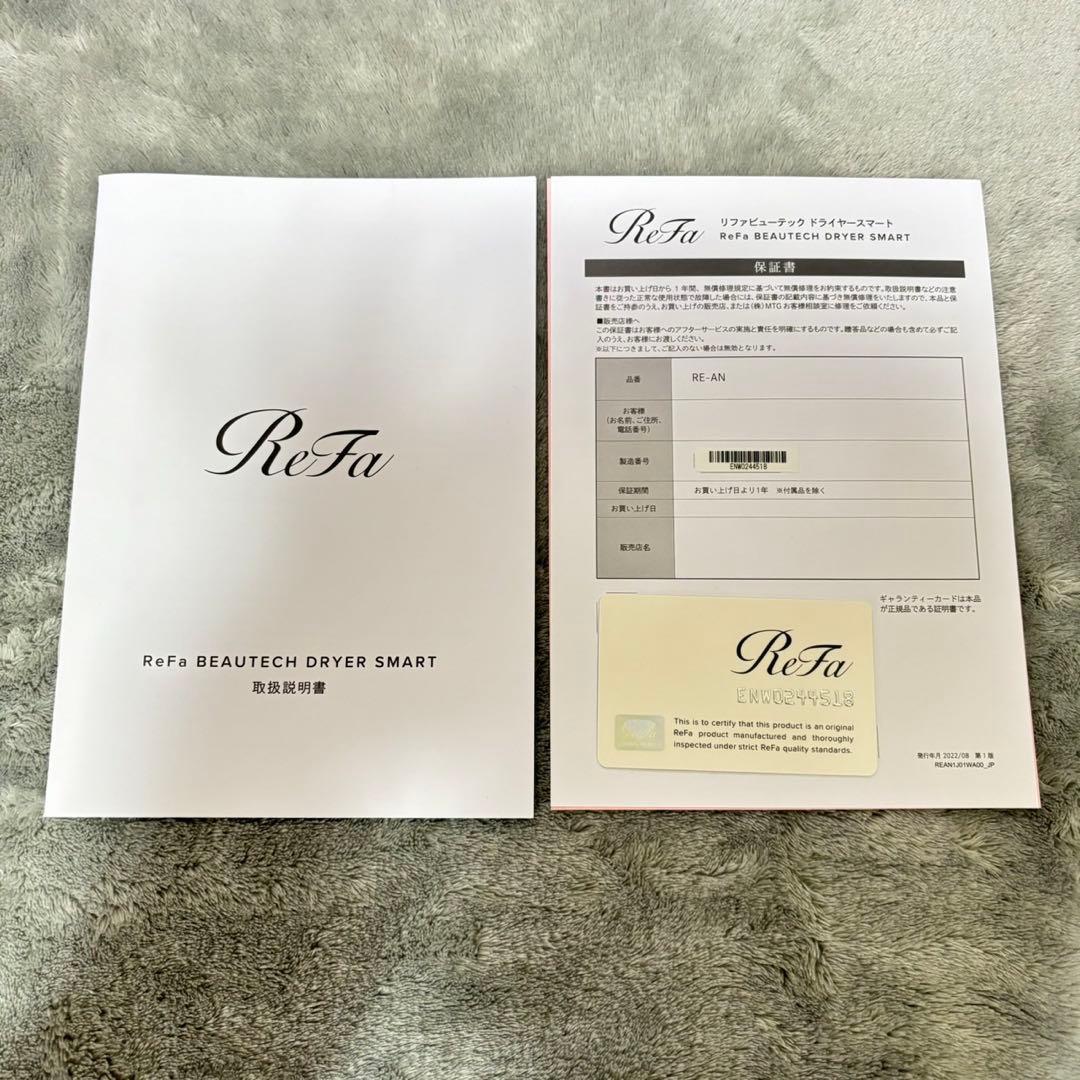 ReFa
ReFa BEAUTECH DRYER SMART
取扱説明書
ReFa
リファビューテック ドライヤースマート
ReFa BEAUTECH DRYER SMART
保証書
本書はお買い上げ日から 1 年間、無償修理規定に基づいて無償修理をお約束するものです。取扱説明書などの注意
書きに従った正常な使用状態で故障した場合には、保証書の記載内容に基づき無償修理をいたしますので、本品と保
証書をご持参のうえ、お買い上げの販売店、または(株)MTG お客様相談室に修理をご依頼ください。
■販売店様へ
この保証書はお客様へのアフターサービスの実施と責任を明確にするものです。贈答品などの場合も含めて必ずご記
入のうえ、お客様にお渡しください。
※以下につきまして、ご記入のない場合は無効となります。
品番
RE-AN
お客様
(お名前、ご住所、
電話番号)
製造番号
ENW0244518
保証期間
お買い上げ日より1年 ※付属品を除く
お買い上げ日
販売店名
ギャランティーカードは本品
が正規品である証明書です。
ReFa
ENW0244518
This is to certify that this product is an original
ReFa product manufactured and thoroughly
inspected under strict ReFa quality standards.
発行年月 2022/08 第1版
REAN1J01WA00_JP